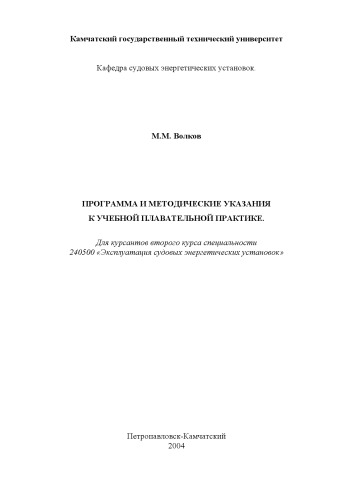 Камчатский государственный технический университет
Кафедра судовых энергетических установок
М.М. Волков
ПРОГРАММА И МЕТОДИЧЕСКИЕ УКАЗАНИЯ
К УЧЕБНОЙ ПЛАВАТЕЛЬНОЙ ПРАКТИКЕ.
Для курсантов второго курса специальности
240500 «Эксплуатация судовых энергетических установок»
Петропавловск-Камчатский
2004